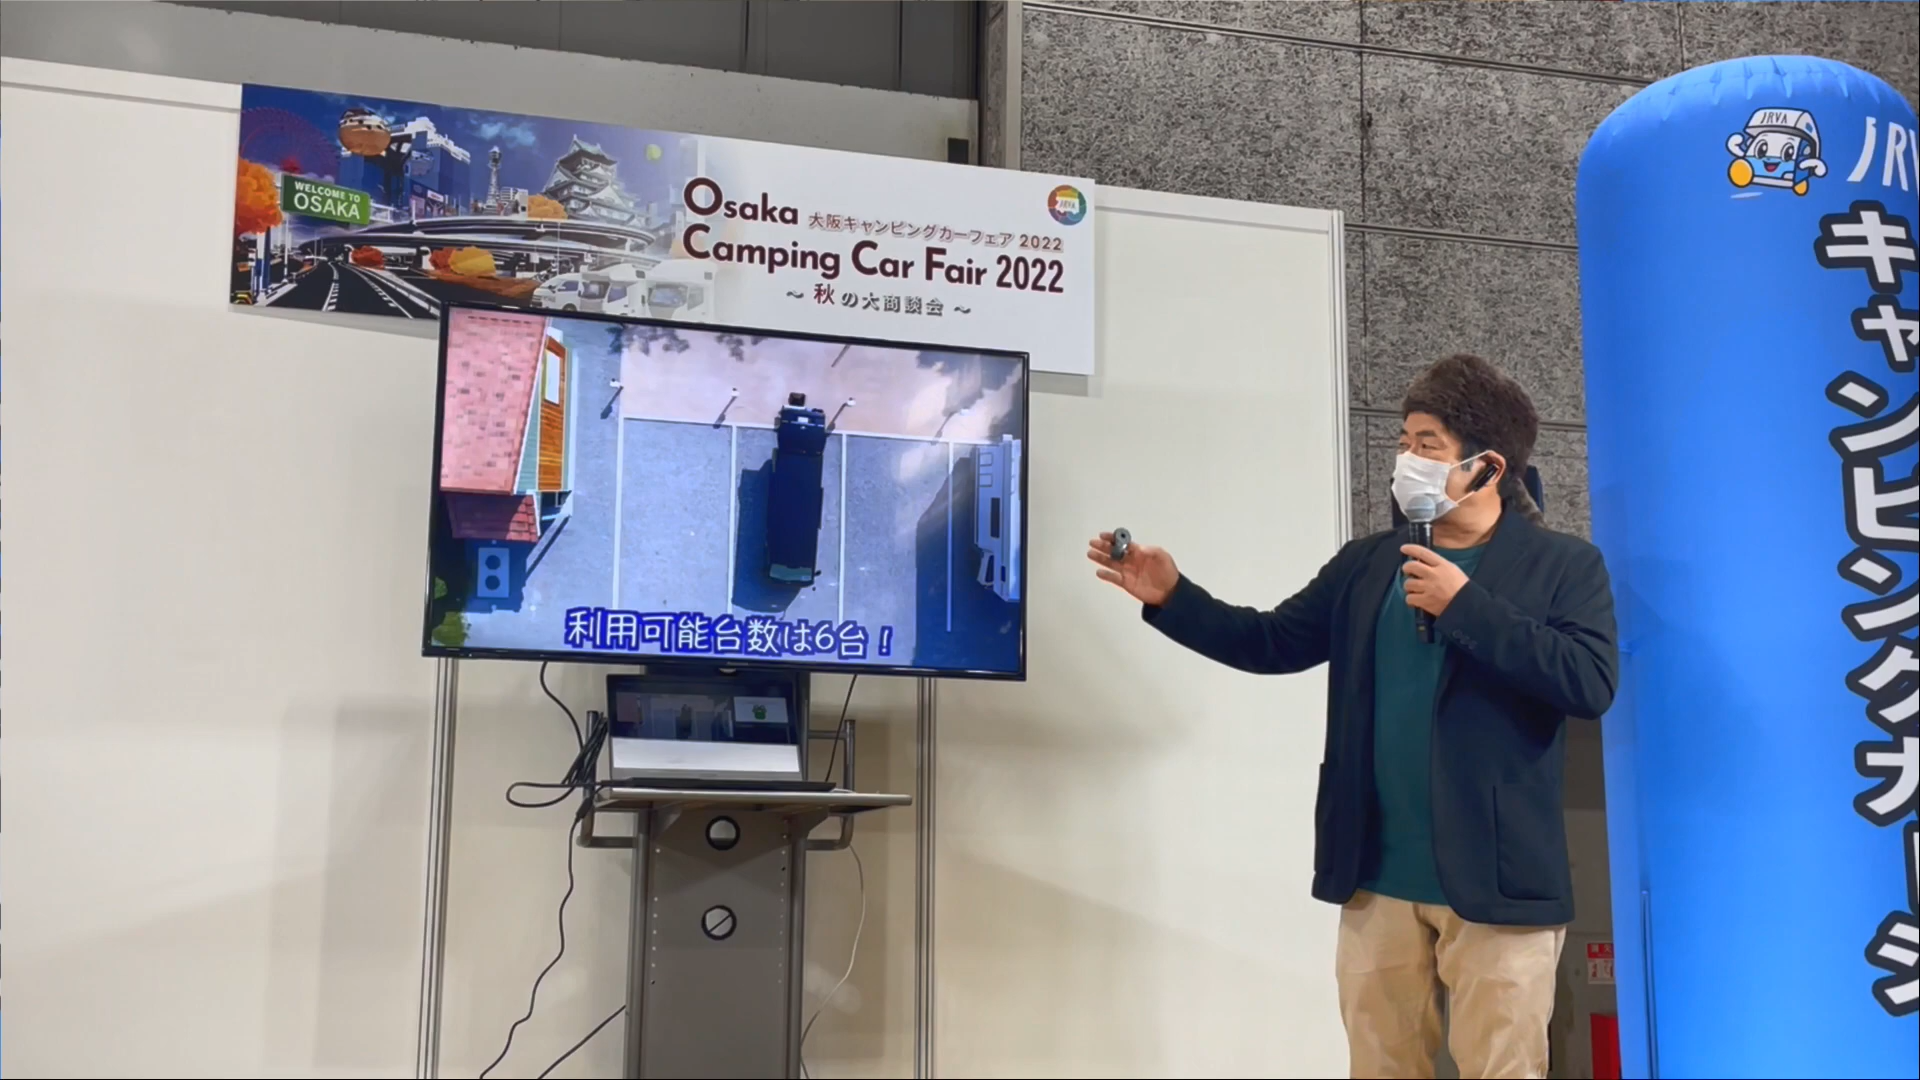 WELCOME TO
OSAKA
Osaka 大阪キャンピングカーフェア 2022
Camping Car Fair 2022
～ 秋の大商談会 ～
JRVA
利用可能台数は6台！
JRVA
JRV
キャンピングカーシ